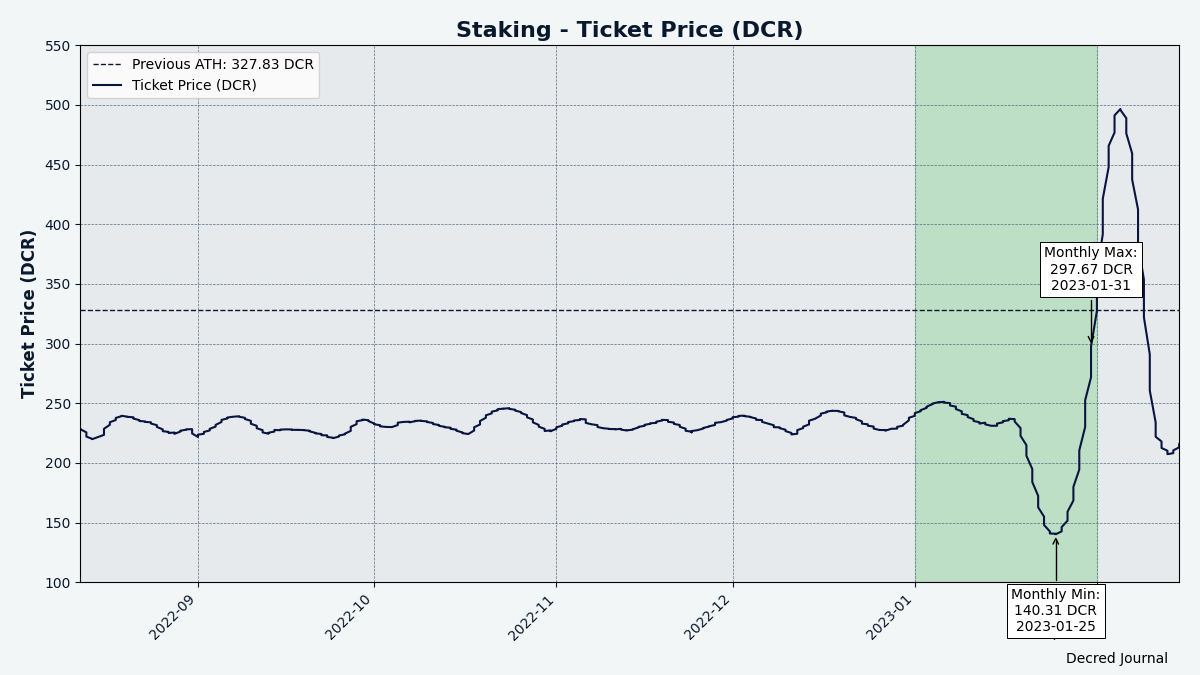 Staking - Ticket Price (DCR)
Previous ATH: 327.83 DCR
Ticket Price (DCR)
Ticket Price (DCR)
550
500
450
400
350
300
250
200
150
100
Monthly Max:
297.67 DCR
2023-01-31
Monthly Min:
140.31 DCR
2023-01-25
2022-09
2022-10
2022-11
2022-12
2023-01
Decred Journal